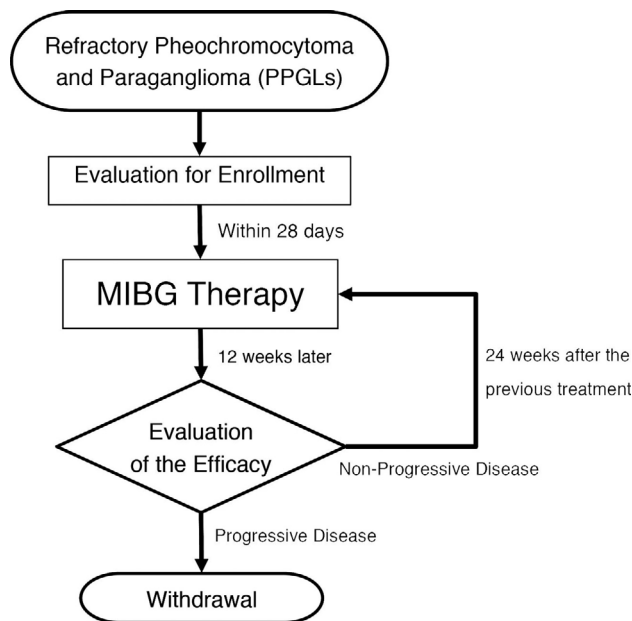 Refractory Pheochromocytoma
and Paraganglioma (PPGLs)
Evaluation for Enrollment
Within 28 days
MIBG Therapy
12 weeks later
24 weeks after the
previous treatment
Evaluation
of the Efficacy
Non-Progressive Disease
Progressive Disease
Withdrawal